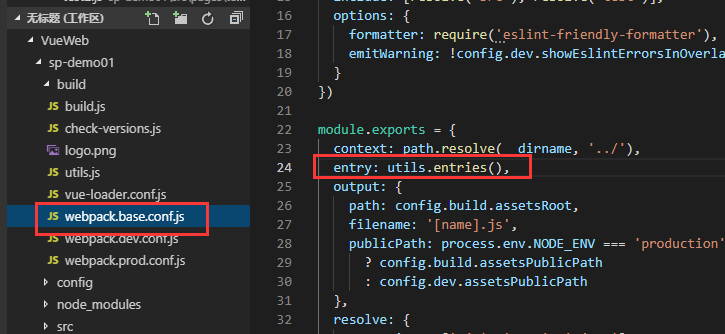 无标题 (工作区)
VueWeb
sp-demo01
build
JS build.js
JS check-versions.js
logo.png
JS utils.js
JS vue-loader.conf.js
JS webpack.base.conf.js
JS webpack.dev.conf.js
JS webpack.prod.conf.js
config
node_modules
src
16 options: {
17 formatter: require('eslint-friendly-formatter'),
18 emitWarning: !config.dev.showEslintErrorsInOverla
19 }
20 })
21
22 module.exports = {
23 context: path.resolve(__dirname, '../'),
24 entry: utils.entries(),
25 output: {
26 path: config.build.assetsRoot,
27 filename: '[name].js',
28 publicPath: process.env.NODE_ENV === 'production'
29 ? config.build.assetsPublicPath
30 : config.dev.assetsPublicPath
31 },
32 resolve: {